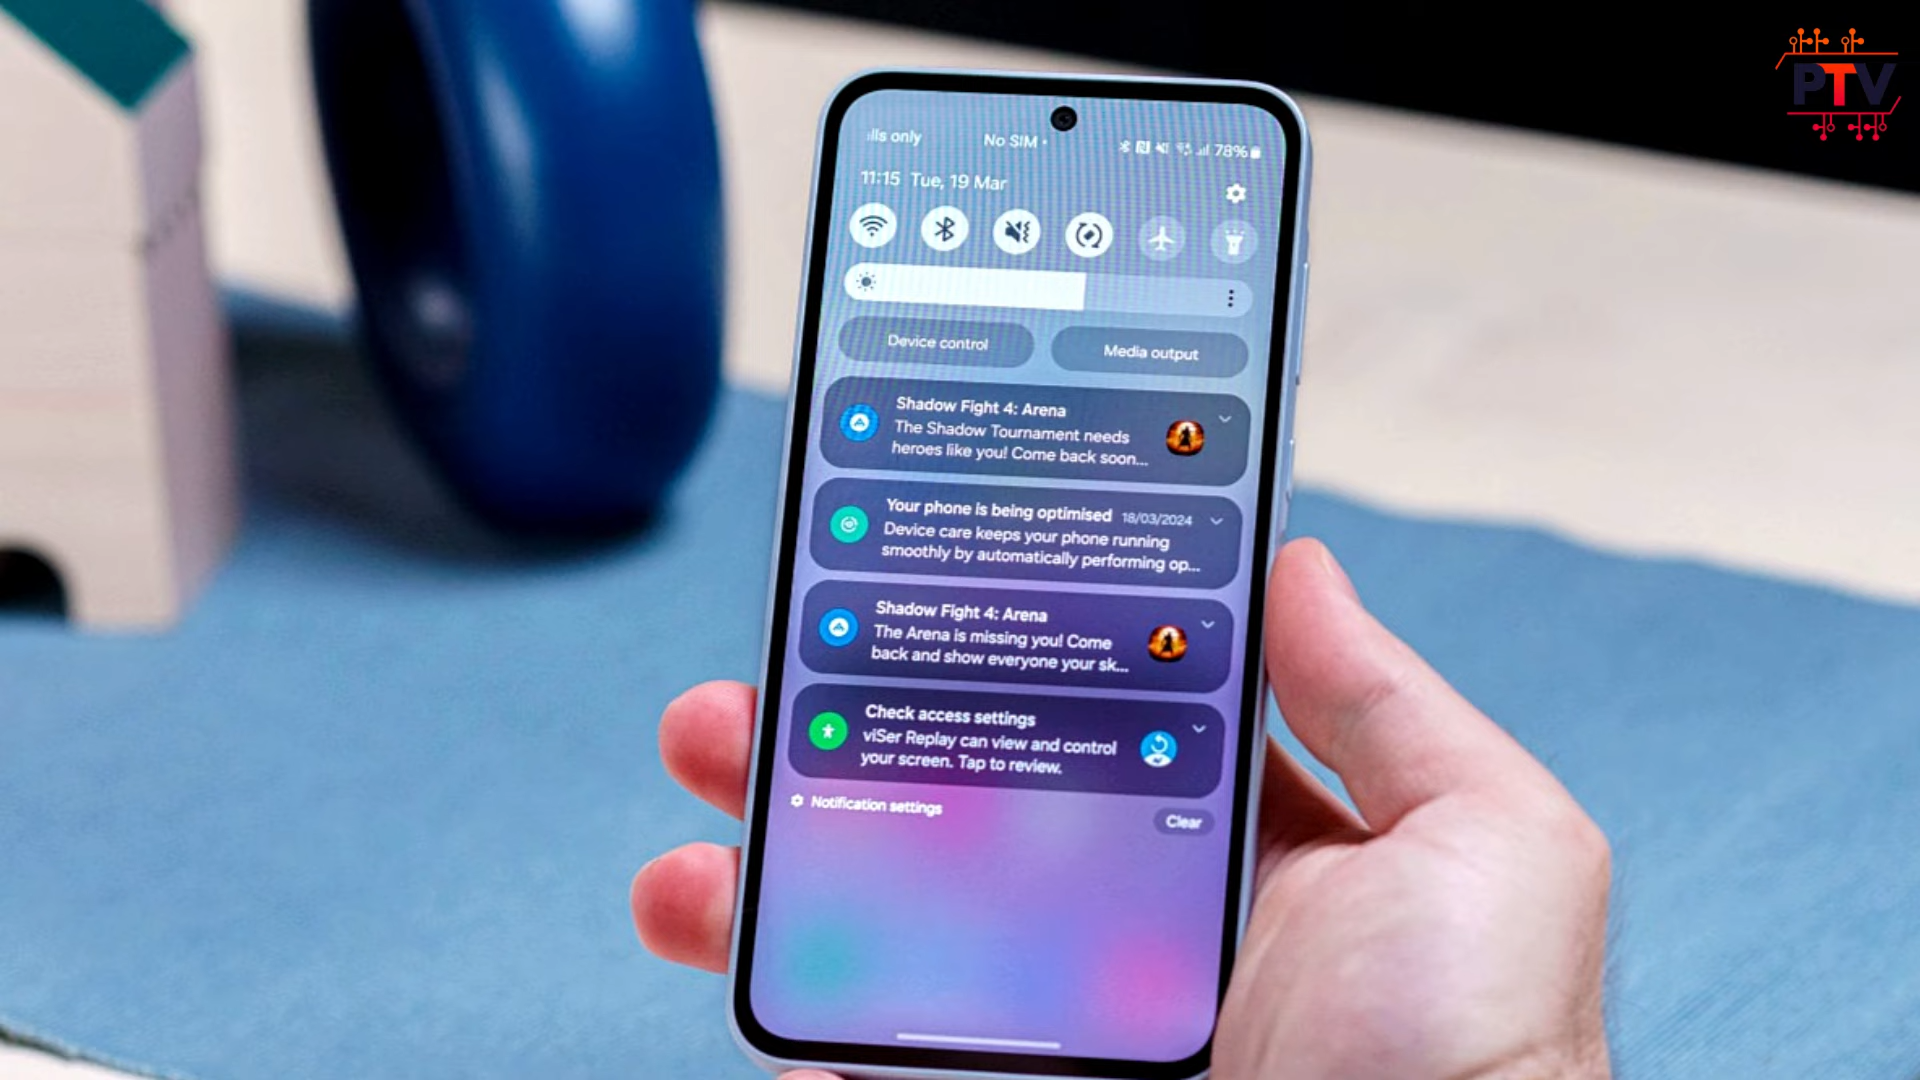 PTV
lls only
No SIM
78%
11:15 Tue, 19 Mar
Device control
Media output
Shadow Fight 4: Arena
The Shadow Tournament needs
heroes like you! Come back soon...
Your phone is being optimised 18/03/2024
Device care keeps your phone running
smoothly by automatically performing op...
Shadow Fight 4: Arena
The Arena is missing you! Come
back and show everyone your sk...
Check access settings
viSer Replay can view and control
your screen. Tap to review.
Notification settings
Clear